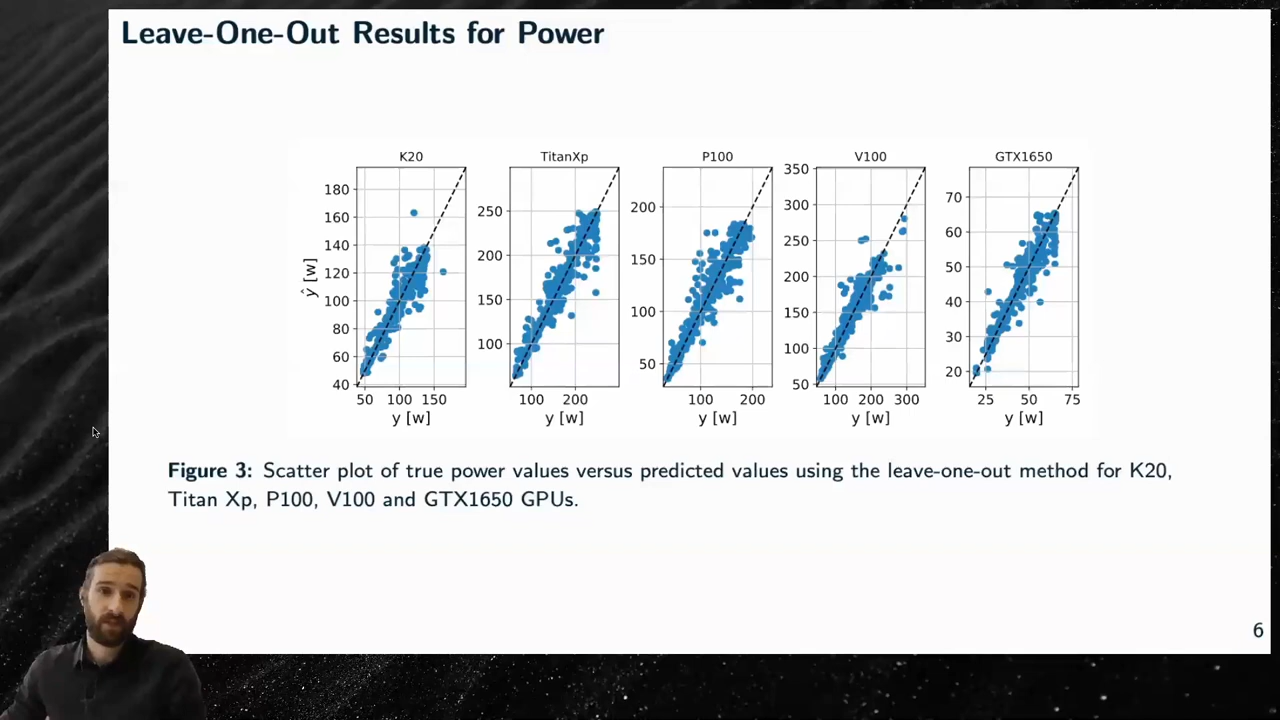 Leave-One-Out Results for Power
K20
TitanXp
P100
V100
GTX1650
ŷ [w]
180
160
140
120
100
80
60
40
50 100 150
y [w]
250
200
150
100
100 200
y [w]
200
150
100
50
100 200
y [w]
350
300
250
200
150
100
50
100 200 300
y [w]
70
60
50
40
30
20
25 50 75
y [w]
Figure 3: Scatter plot of true power values versus predicted values using the leave-one-out method for K20,
Titan Xp, P100, V100 and GTX1650 GPUs.
6